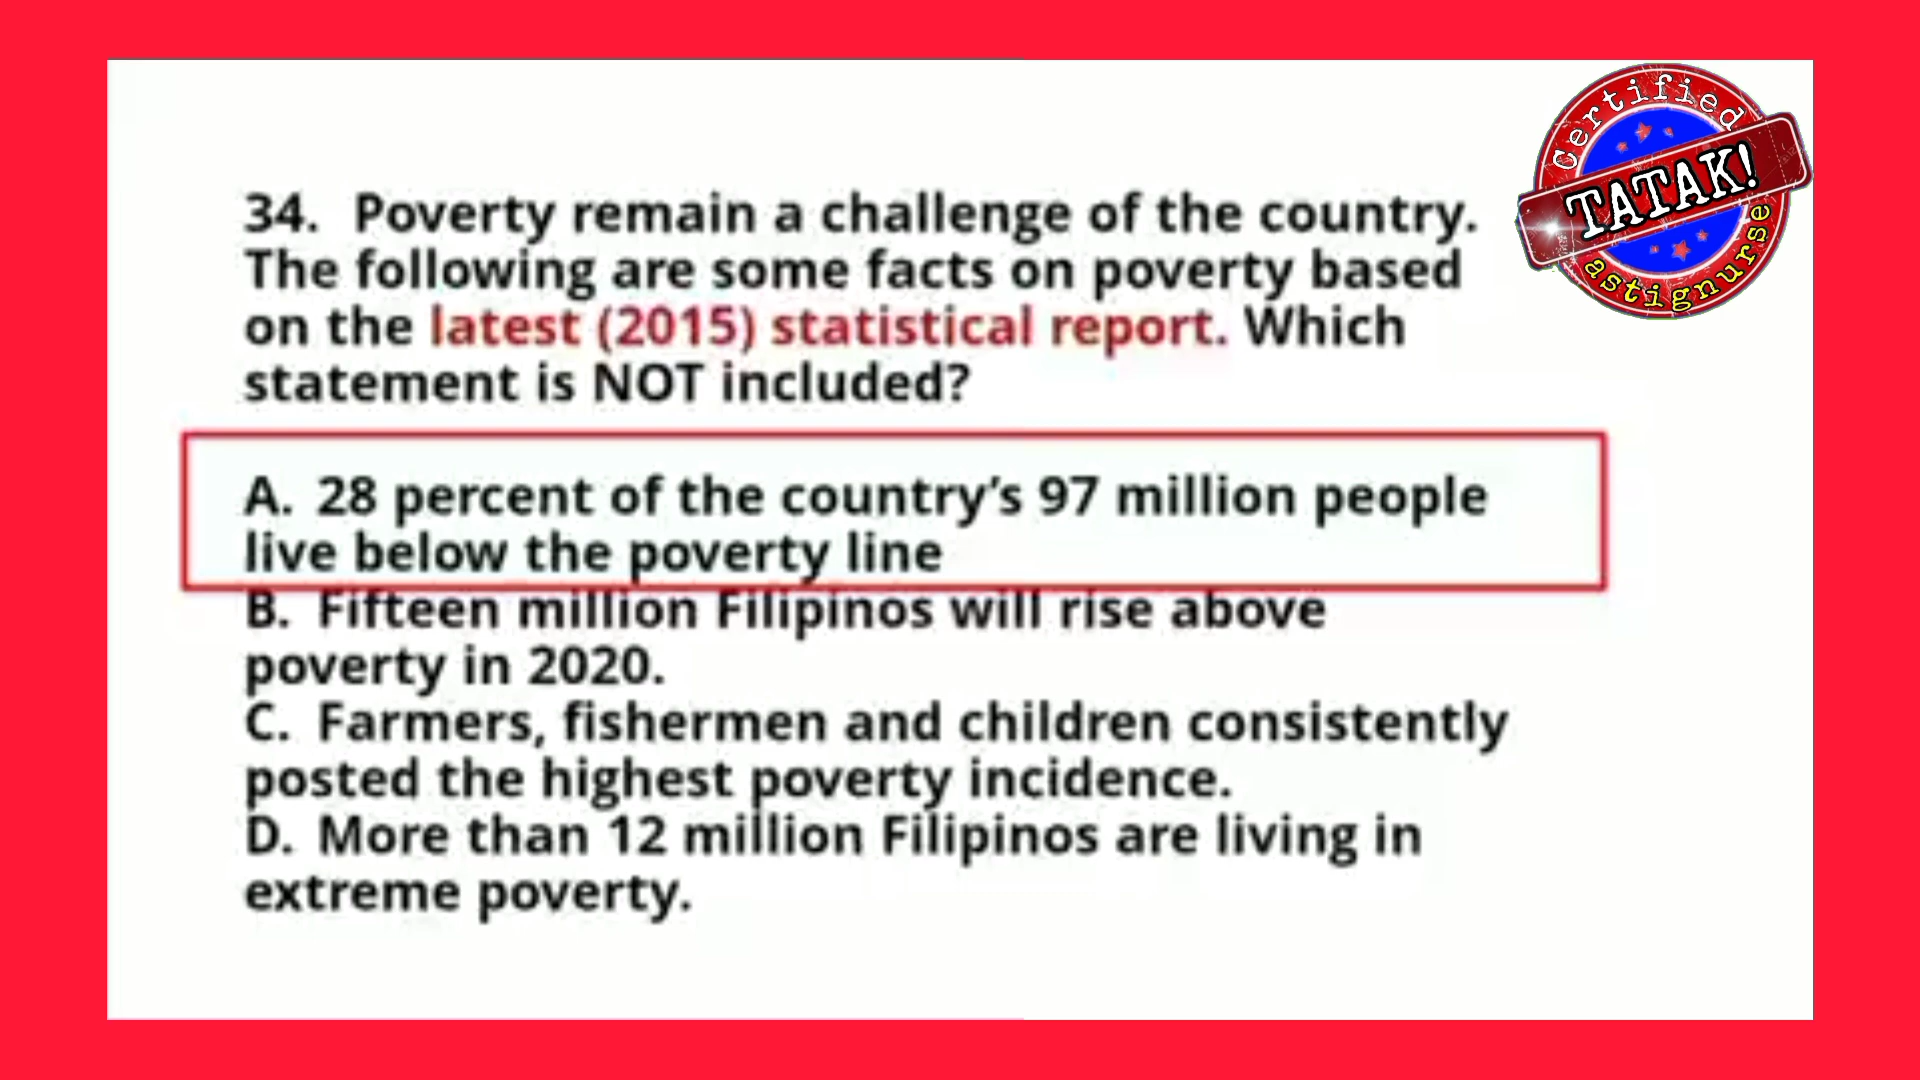 Certified
TATAK!
astignurse
34. Poverty remain a challenge of the country.
The following are some facts on poverty based
on the latest (2015) statistical report. Which
statement is NOT included?
A. 28 percent of the country’s 97 million people
live below the poverty line
B. Fifteen million Filipinos will rise above
poverty in 2020.
C. Farmers, fishermen and children consistently
posted the highest poverty incidence.
D. More than 12 million Filipinos are living in
extreme poverty.